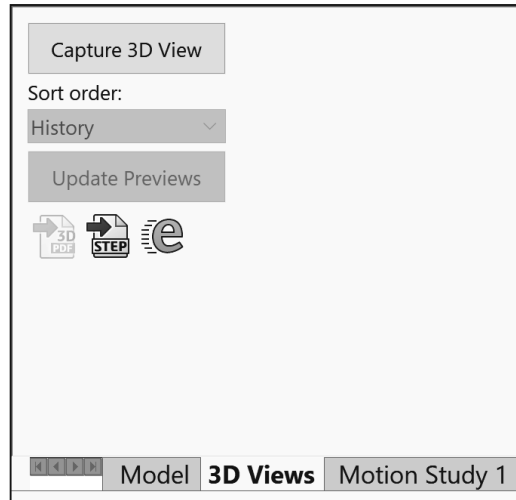 Capture 3D View
Sort order:
History
Update Previews
3D PDF STEP e
Model 3D Views Motion Study 1